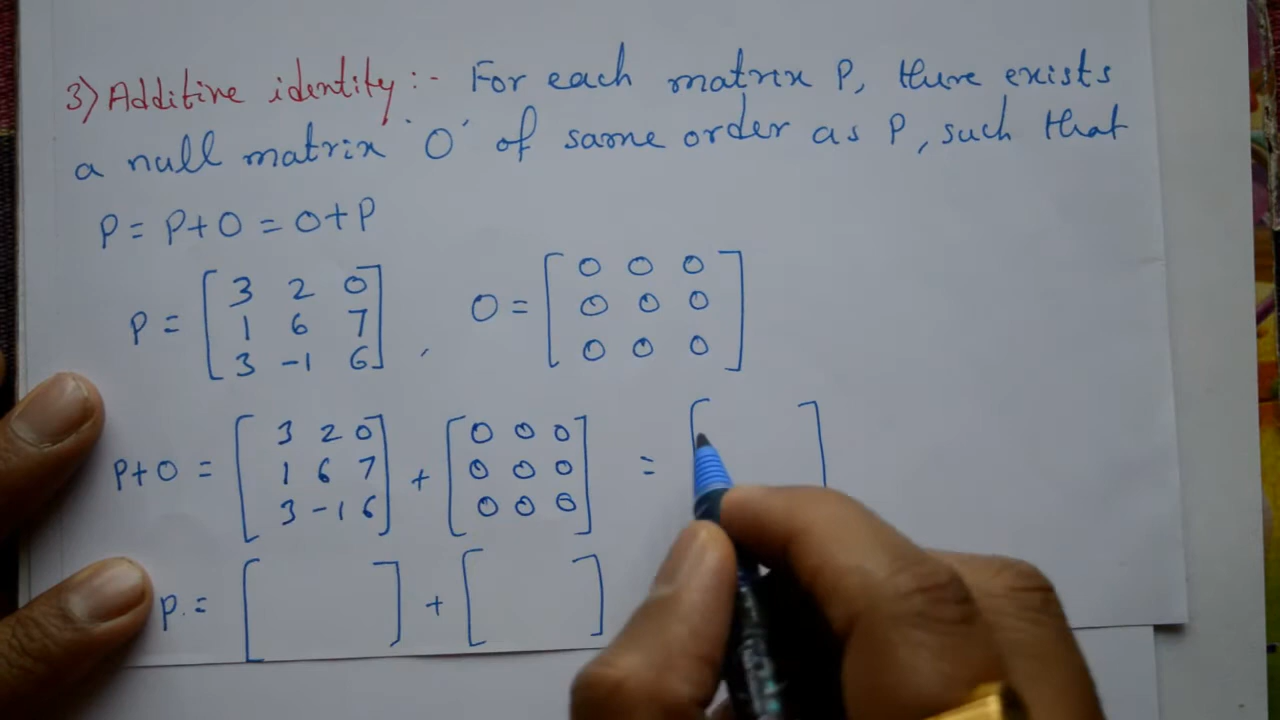 3) Additive identity :- For each matrix P, there exists
a null matrix 'O' of same order as P, such that
P = P+O = O+P
P = [ 3 2 0 ] , O = [ 0 0 0 ]
[ 1 6 7 ] [ 0 0 0 ]
[ 3 -1 6 ] [ 0 0 0 ]
P+O = [ 3 2 0 ] + [ 0 0 0 ] = [ ]
[ 1 6 7 ] [ 0 0 0 ]
[ 3 -1 6 ] [ 0 0 0 ]
P = [ ] + [ ]